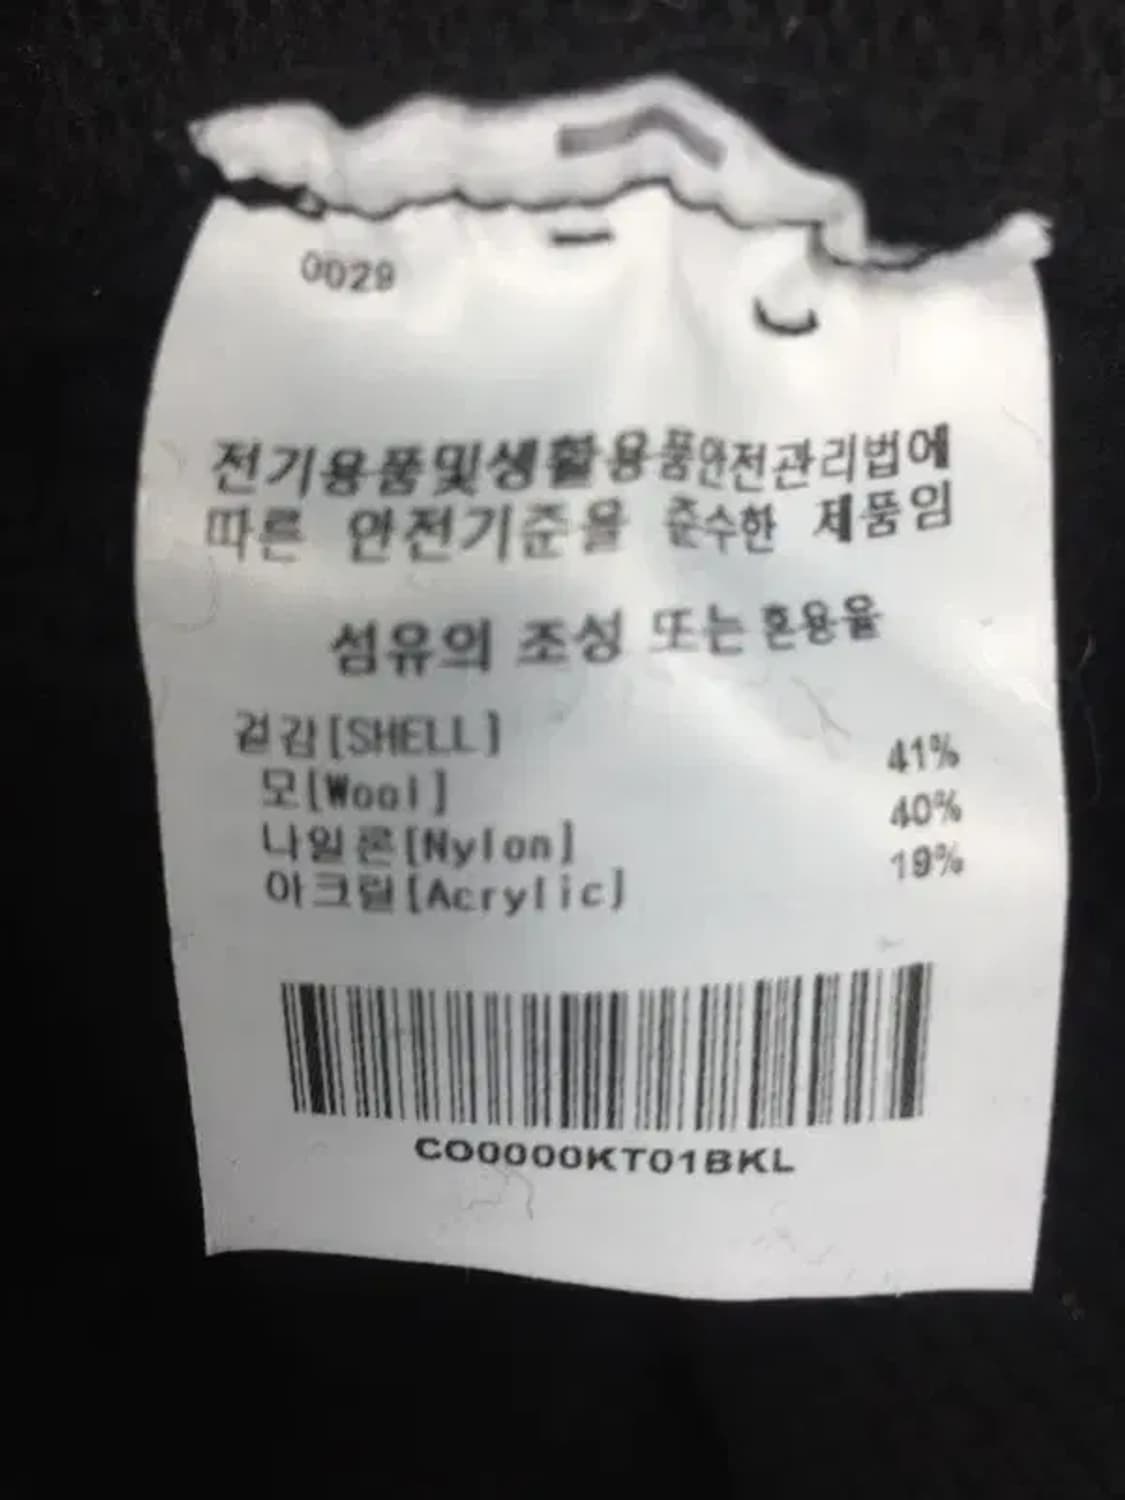 0029
전기용품및생활용품안전관리법에
따른 안전기준을 준수한 제품임
섬유의 조성 또는 혼용율
겉감[SHELL]
모[Wool] 41%
나일론[Nylon] 40%
아크릴[Acrylic] 19%
CO0000KT01BKL